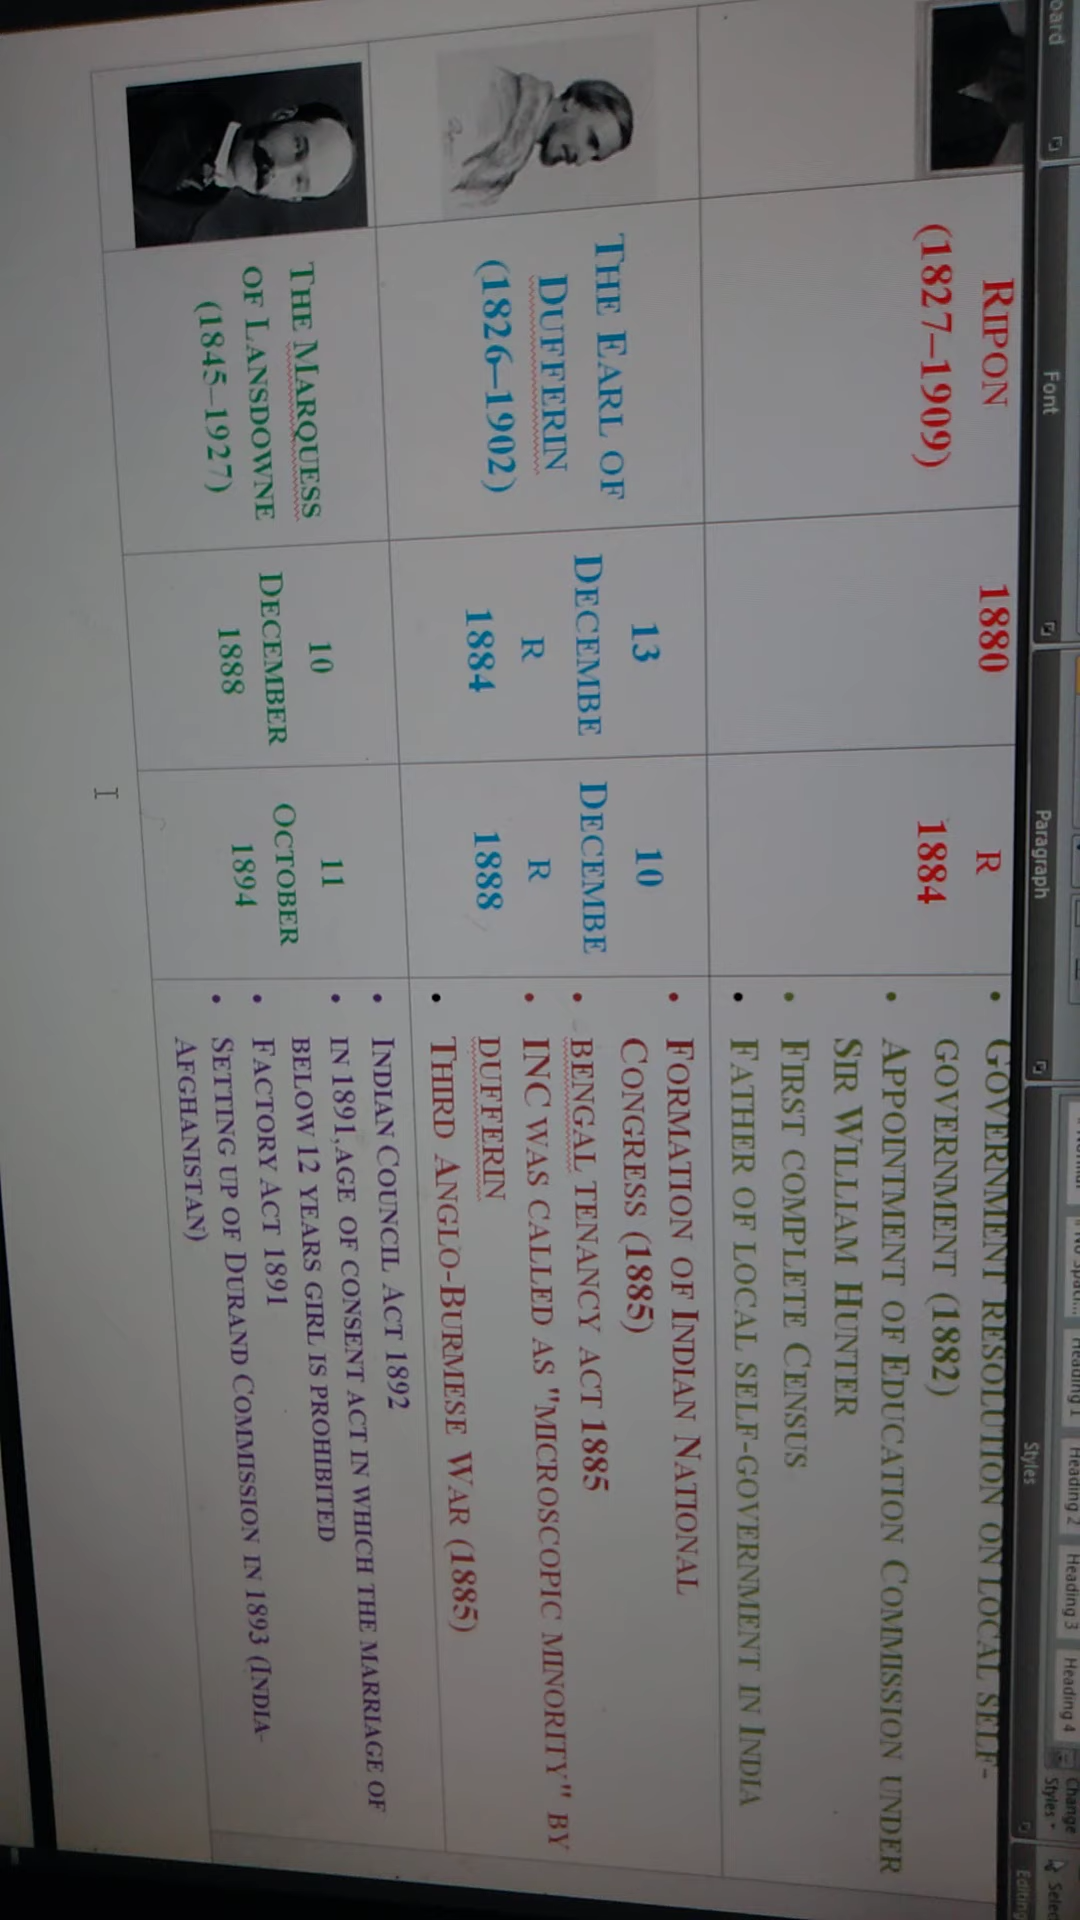 oard
Font
Paragraph
Styles
Heading 1
Heading 2
Heading 3
Heading 4
Change
Styles
Editing
RIPON
(1827–1909)
1880
R
1884
• GOVERNMENT RESOLUTION ON LOCAL SELF-
GOVERNMENT (1882)
• APPOINTMENT OF EDUCATION COMMISSION UNDER
SIR WILLIAM HUNTER
• FIRST COMPLETE CENSUS
• FATHER OF LOCAL SELF-GOVERNMENT IN INDIA
THE EARL OF
DUFFERIN
(1826–1902)
13
DECEMBE
R
1884
10
DECEMBE
R
1888
• FORMATION OF INDIAN NATIONAL
CONGRESS (1885)
• BENGAL TENANCY ACT 1885
• INC WAS CALLED AS "MICROSCOPIC MINORITY" BY
DUFFERIN
• THIRD ANGLO-BURMESE WAR (1885)
THE MARQUESS
OF LANSDOWNE
(1845–1927)
10
DECEMBER
1888
11
OCTOBER
1894
• INDIAN COUNCIL ACT 1892
• IN 1891,AGE OF CONSENT ACT IN WHICH THE MARRIAGE OF
BELOW 12 YEARS GIRL IS PROHIBITED
• FACTORY ACT 1891
• SETTING UP OF DURAND COMMISSION IN 1893 (INDIA-
AFGHANISTAN)